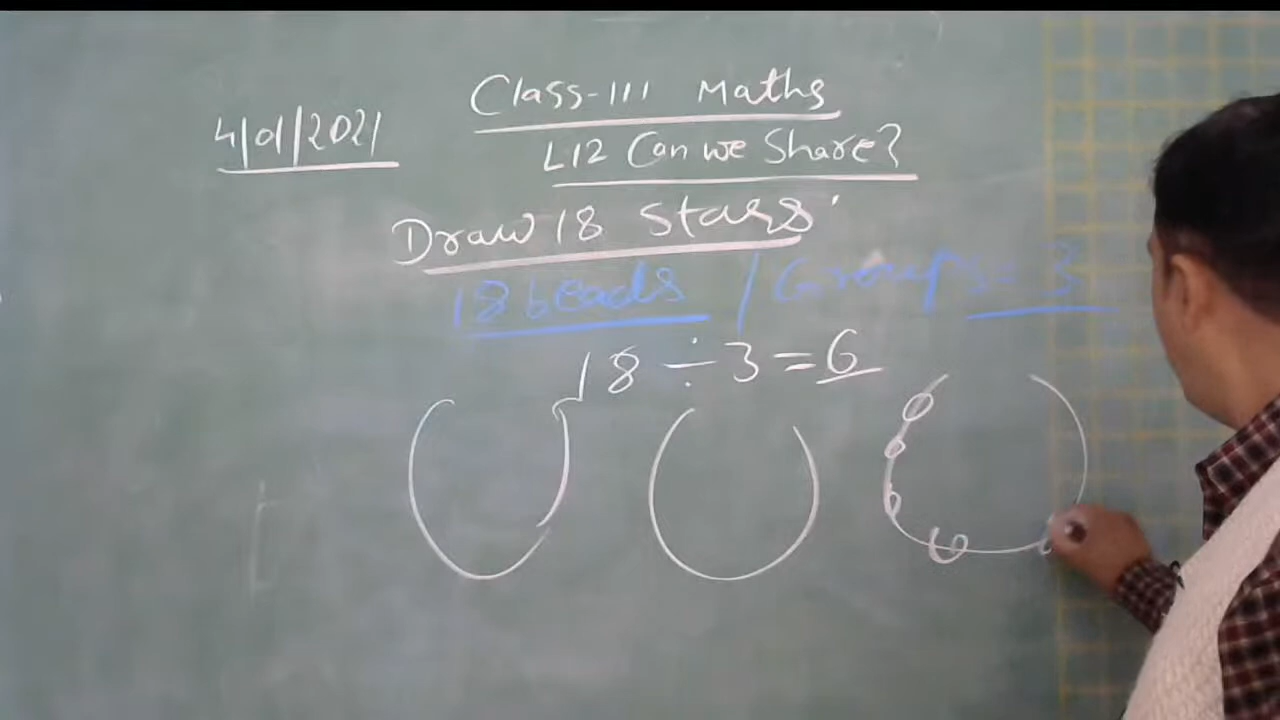 Class-III Maths
4/01/2021
L12 Can we Share?
Draw 18 Stars
18 beads / Groups = 3
18 ÷ 3 = 6